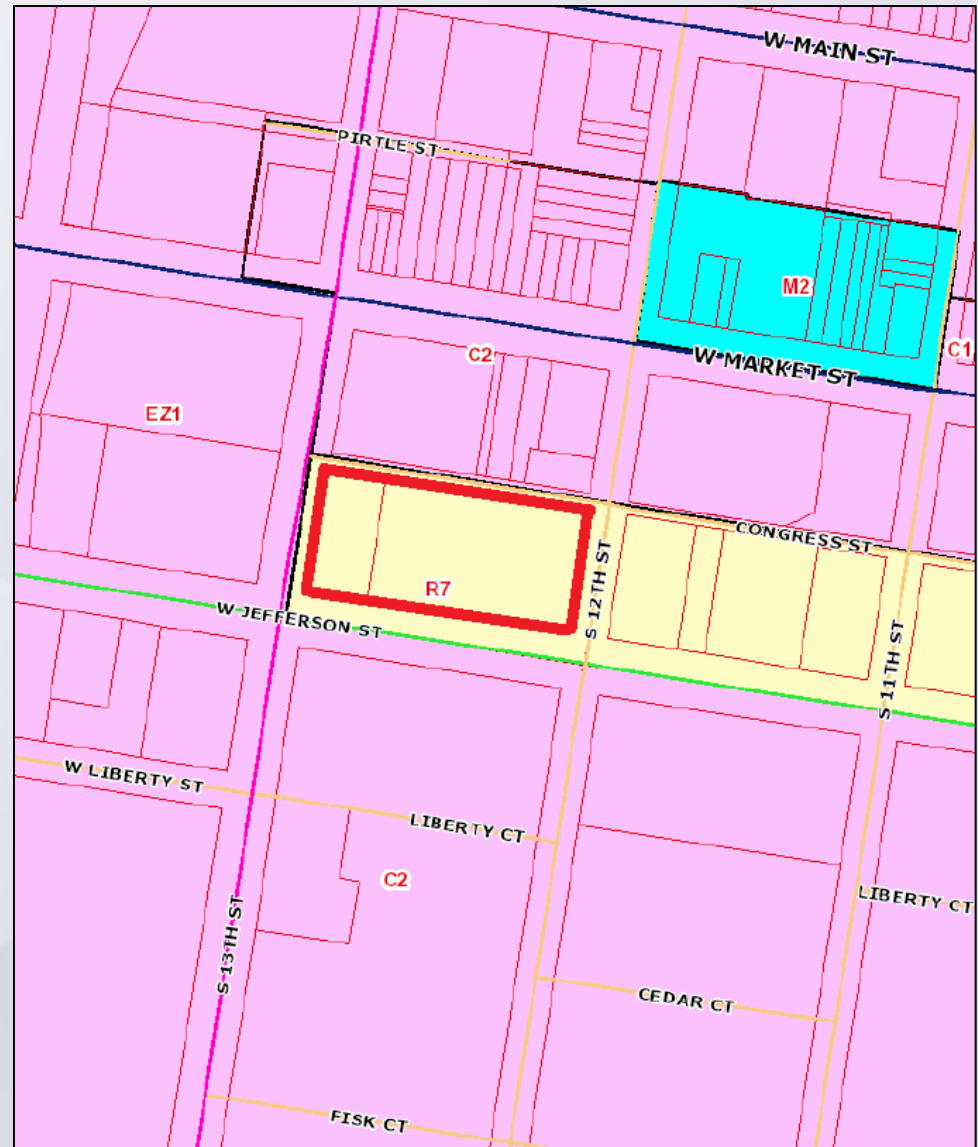 W MAIN ST
PIRTLE ST
M2
C2
W MARKET ST
C1
EZ1
CONGRESS ST
R7
S 12TH ST
W JEFFERSON ST
S 11TH ST
W LIBERTY ST
LIBERTY CT
C2
LIBERTY CT
S 13TH ST
CEDAR CT
FISK CT